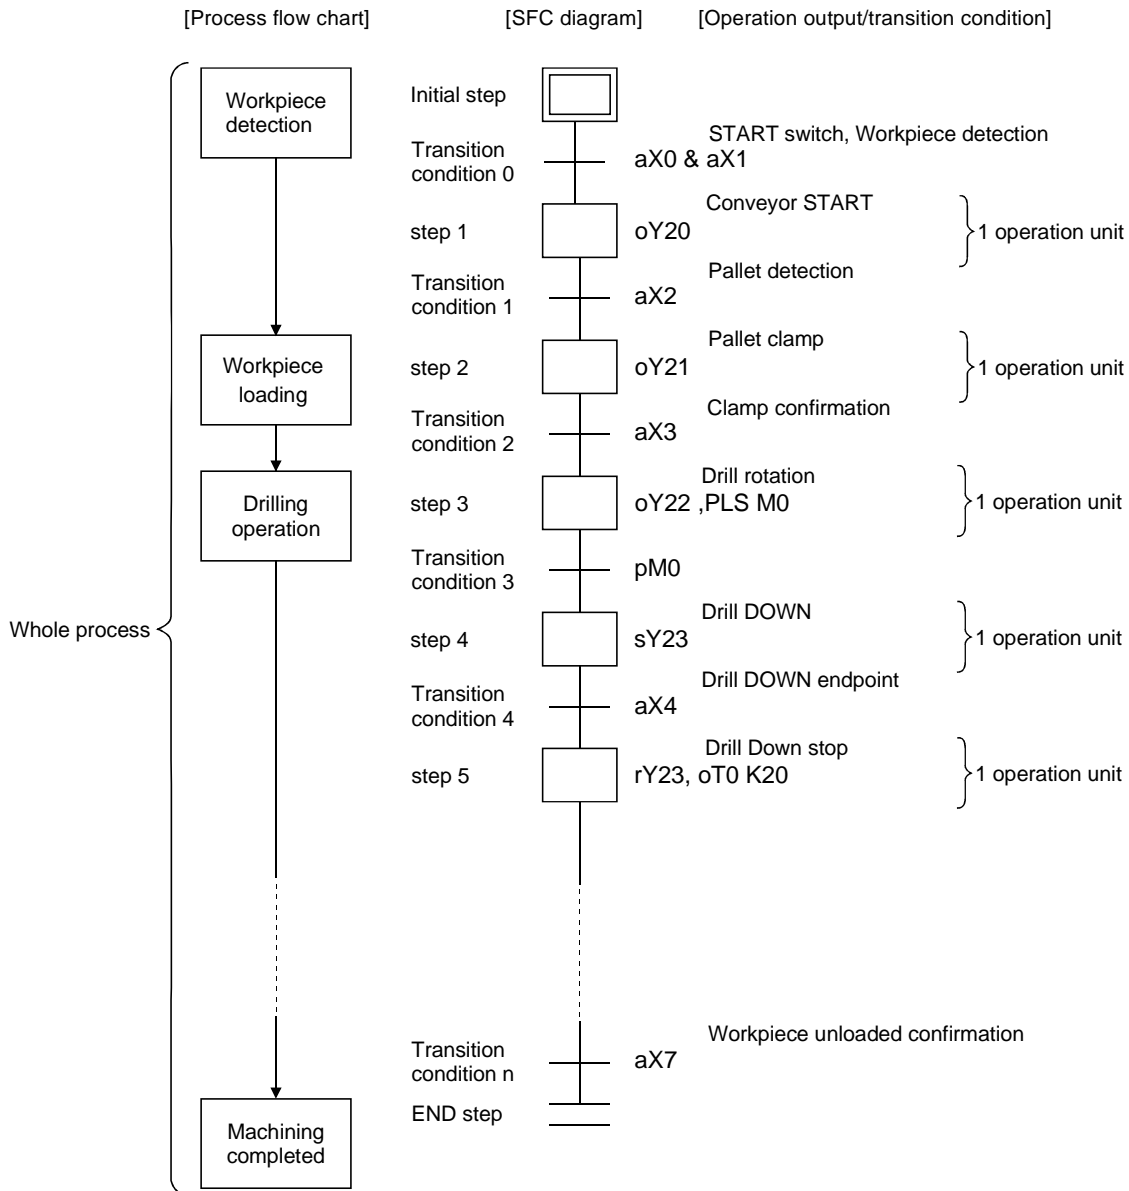 [Process flow chart]
[SFC diagram]
[Operation output/transition condition]
Workpiece
detection
Initial step
START switch, Workpiece detection
Transition
condition 0
aX0 & aX1
Conveyor START
step 1
oY20
1 operation unit
Pallet detection
Transition
condition 1
aX2
Pallet clamp
Workpiece
loading
step 2
oY21
1 operation unit
Clamp confirmation
Transition
condition 2
aX3
Drill rotation
Drilling
operation
step 3
oY22 ,PLS M0
1 operation unit
Transition
condition 3
pM0
Drill DOWN
Whole process
step 4
sY23
1 operation unit
Drill DOWN endpoint
Transition
condition 4
aX4
Drill Down stop
step 5
rY23, oT0 K20
1 operation unit
Workpiece unloaded confirmation
Transition
condition n
aX7
END step
Machining
completed